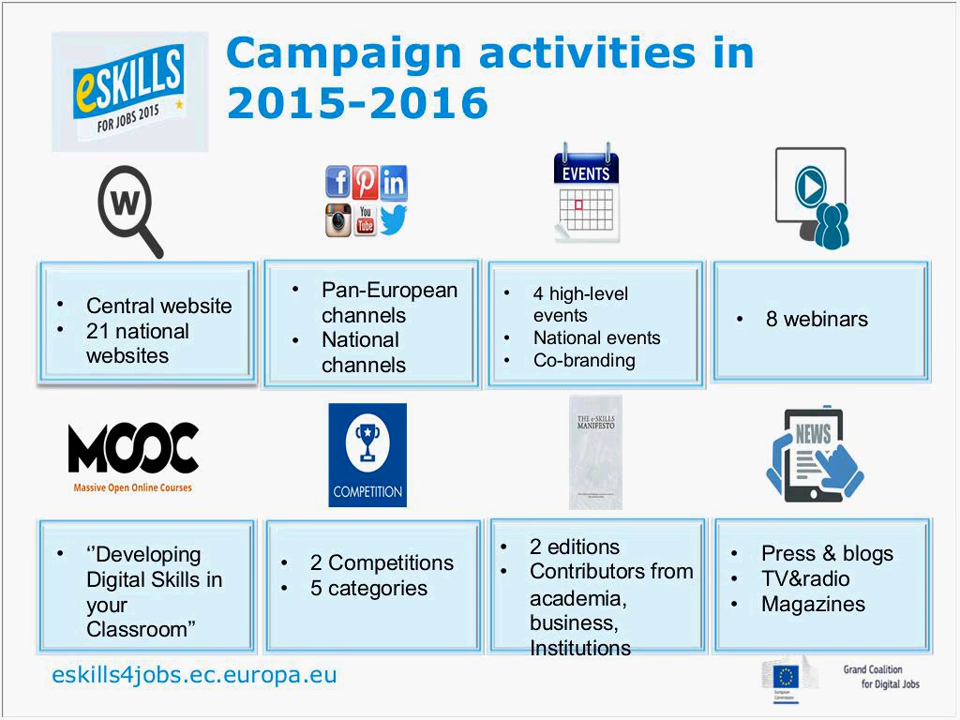 eSKILLS
FOR JOBS 2015
Campaign activities in
2015-2016
W
You
Tube
EVENTS
• Central website
• 21 national
websites
• Pan-European
channels
• National
channels
• 4 high-level
events
• National events
• Co-branding
• 8 webinars
MOOC
Massive Open Online Courses
COMPETITION
THE e-SKILLS
MANIFESTO
NEWS
• ‘’Developing
Digital Skills in
your
Classroom”
• 2 Competitions
• 5 categories
• 2 editions
• Contributors from
academia,
business,
Institutions
• Press & blogs
• TV&radio
• Magazines
eskills4jobs.ec.europa.eu
European
Commission
Grand Coalition
for Digital Jobs